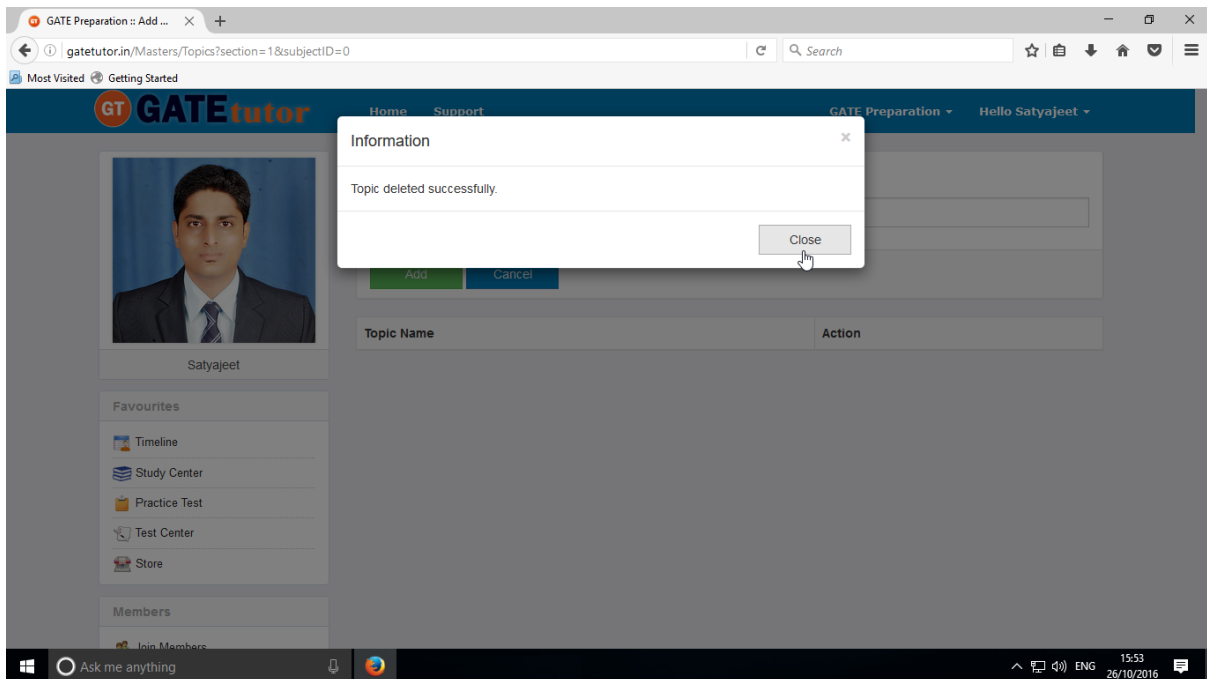 GATE Preparation :: Add ...
gatetutor.in/Masters/Topics?section=1&subjectID=0
Search
Most Visited Getting Started
GT GATEtutor Home Support GATE Preparation Hello Satyajeet
Information
Topic deleted successfully.
Close
Add Cancel
Topic Name Action
Satyajeet
Favourites
Timeline
Study Center
Practice Test
Test Center
Store
Members
Join Members
Ask me anything
ENG
15:53
26/10/2016